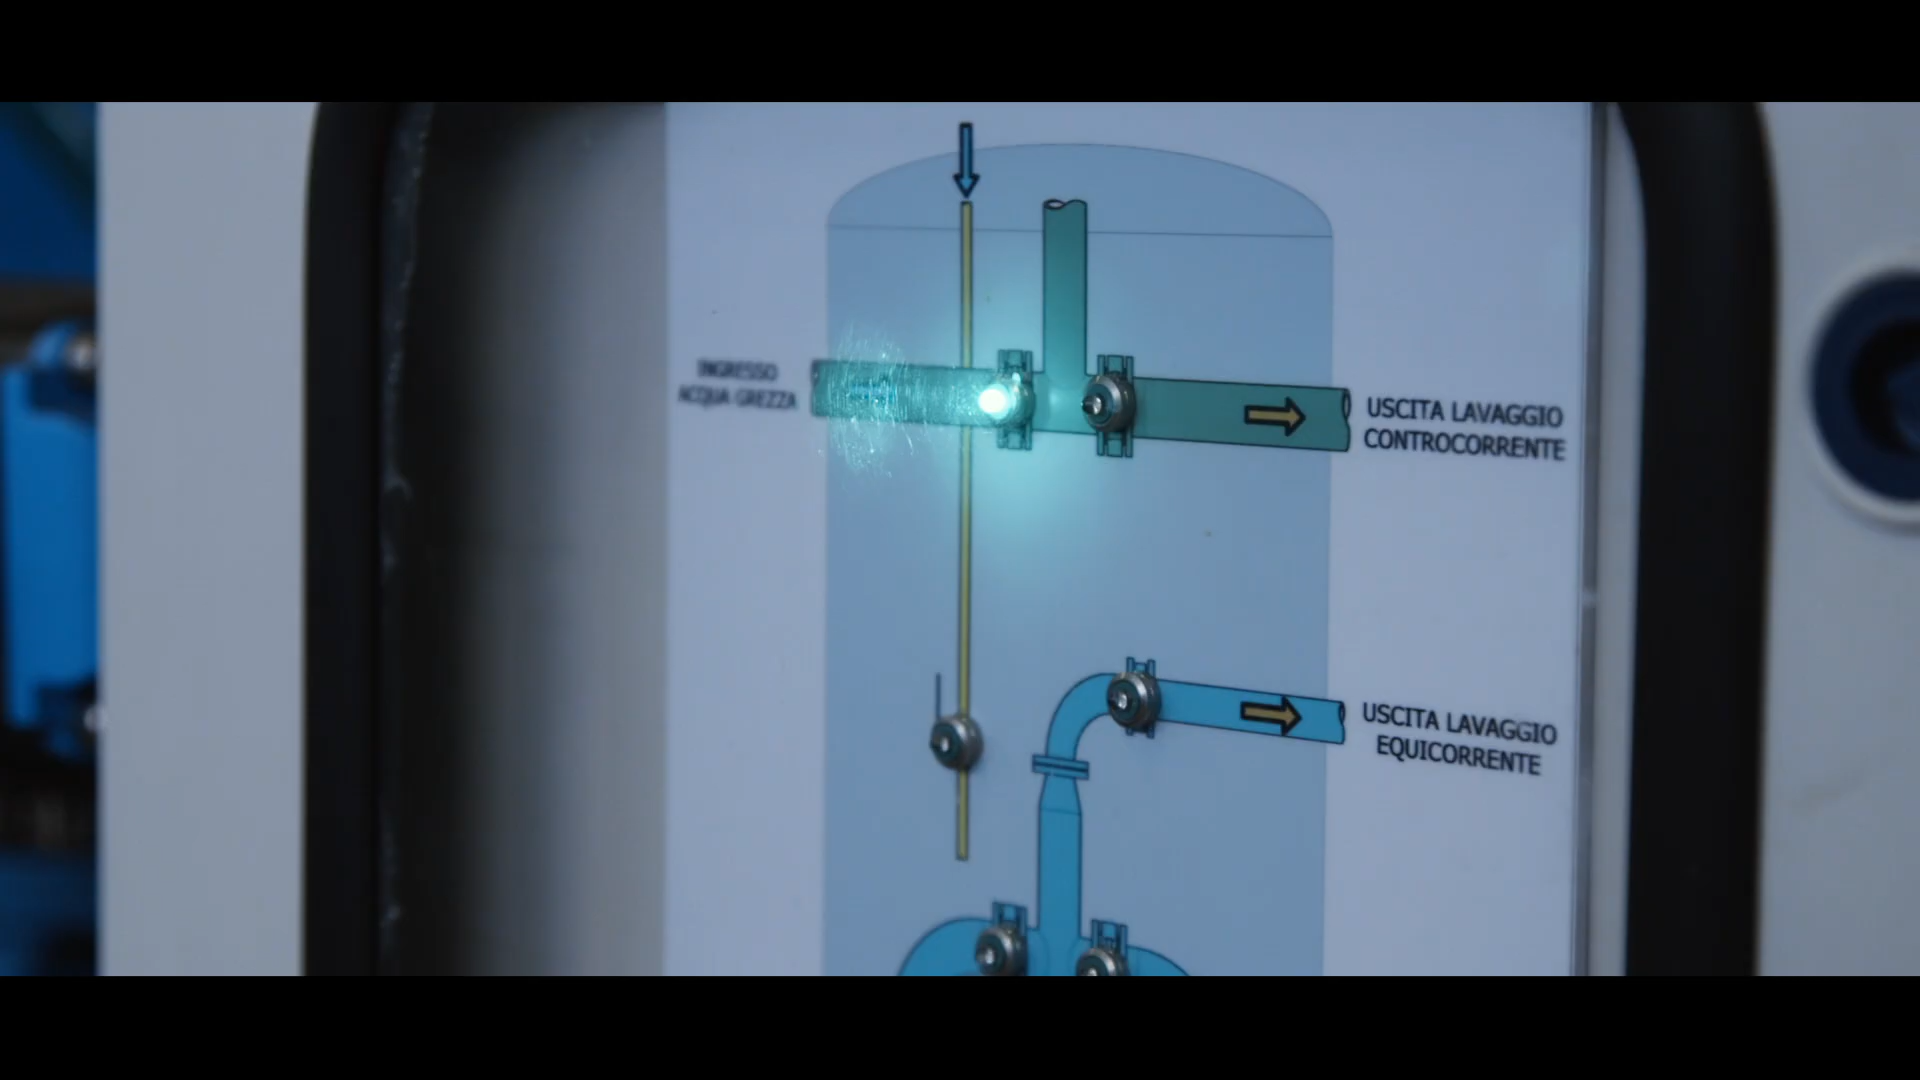 INGRESSO
ACQUA GREZZA
USCITA LAVAGGIO
CONTROCORRENTE
USCITA LAVAGGIO
EQUICORRENTE